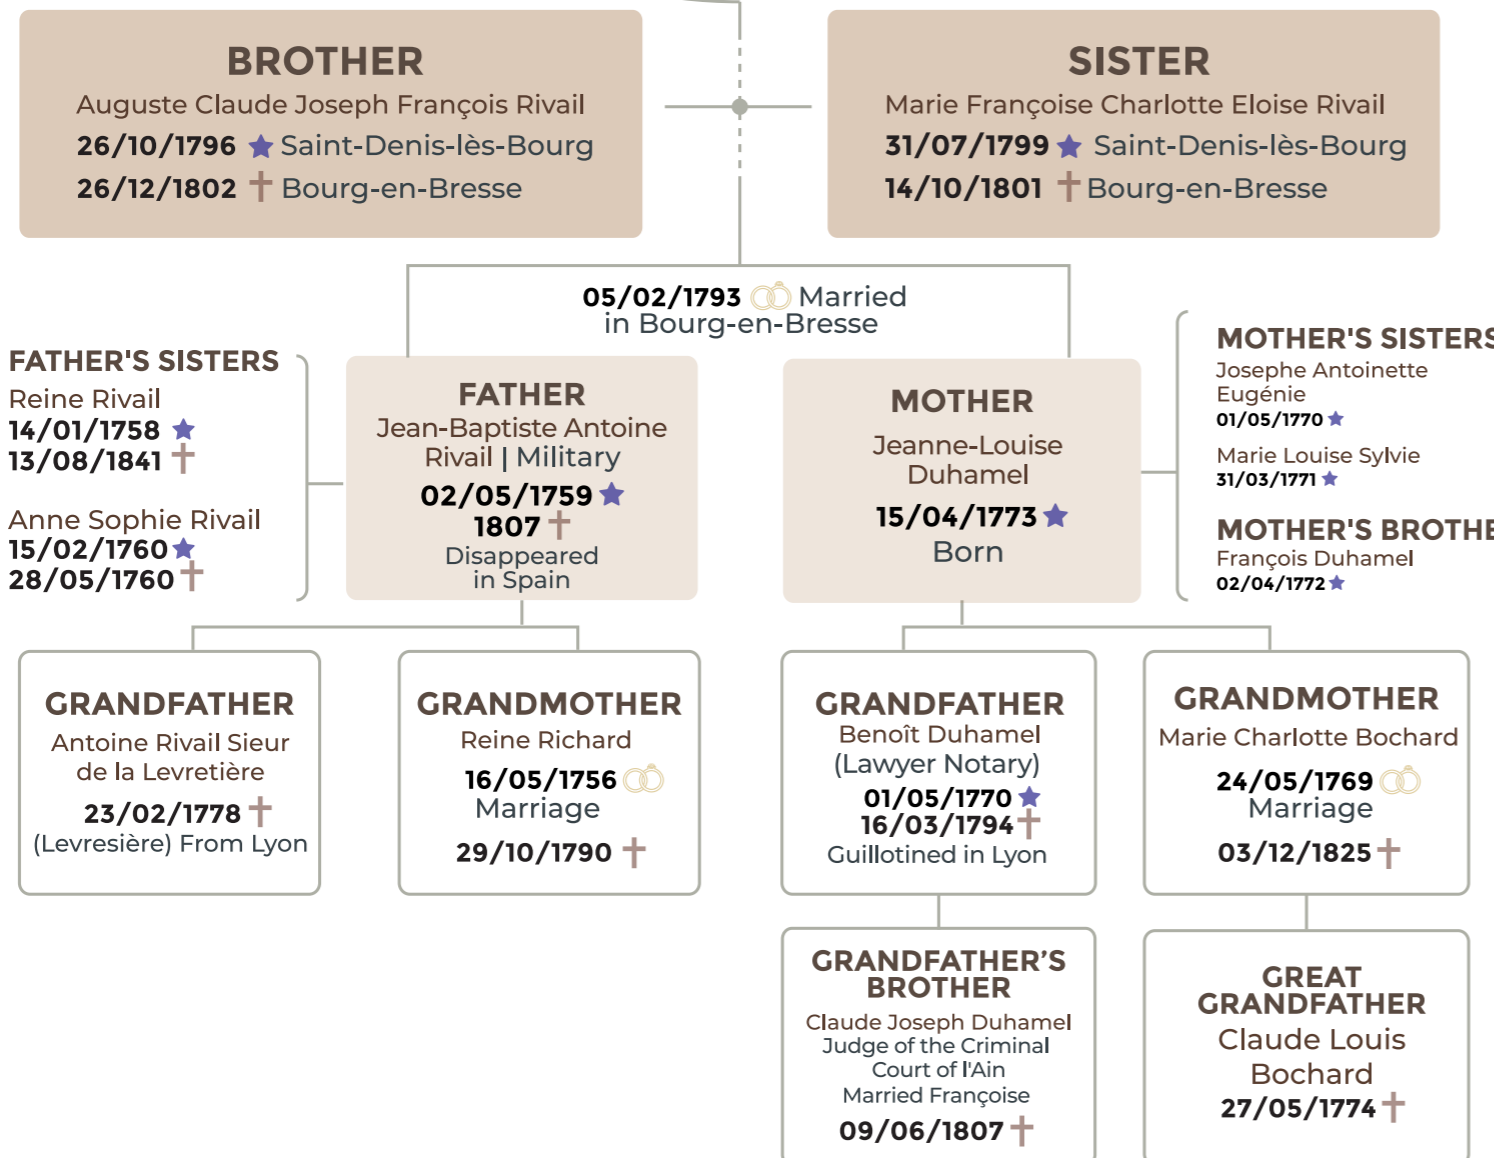 BROTHER
Auguste Claude Joseph François Rivail
26/10/1796 Saint-Denis-lès-Bourg
26/12/1802 Bourg-en-Bresse
SISTER
Marie Françoise Charlotte Eloise Rivail
31/07/1799 Saint-Denis-lès-Bourg
14/10/1801 Bourg-en-Bresse
05/02/1793 Married
in Bourg-en-Bresse
FATHER'S SISTERS
Reine Rivail
14/01/1758
13/08/1841
Anne Sophie Rivail
15/02/1760
28/05/1760
FATHER
Jean-Baptiste Antoine
Rivail | Military
02/05/1759
1807
Disappeared
in Spain
MOTHER
Jeanne-Louise
Duhamel
15/04/1773
Born
MOTHER'S SISTERS
Josephe Antoinette
Eugénie
01/05/1770
Marie Louise Sylvie
31/03/1771
MOTHER'S BROTHE
François Duhamel
02/04/1772
GRANDFATHER
Antoine Rivail Sieur
de la Levretière
23/02/1778
(Levresière) From Lyon
GRANDMOTHER
Reine Richard
16/05/1756
Marriage
29/10/1790
GRANDFATHER
Benoît Duhamel
(Lawyer Notary)
01/05/1770
16/03/1794
Guillotined in Lyon
GRANDMOTHER
Marie Charlotte Bochard
24/05/1769
Marriage
03/12/1825
GRANDFATHER’S
BROTHER
Claude Joseph Duhamel
Judge of the Criminal
Court of l'Ain
Married Françoise
09/06/1807
GREAT
GRANDFATHER
Claude Louis
Bochard
27/05/1774